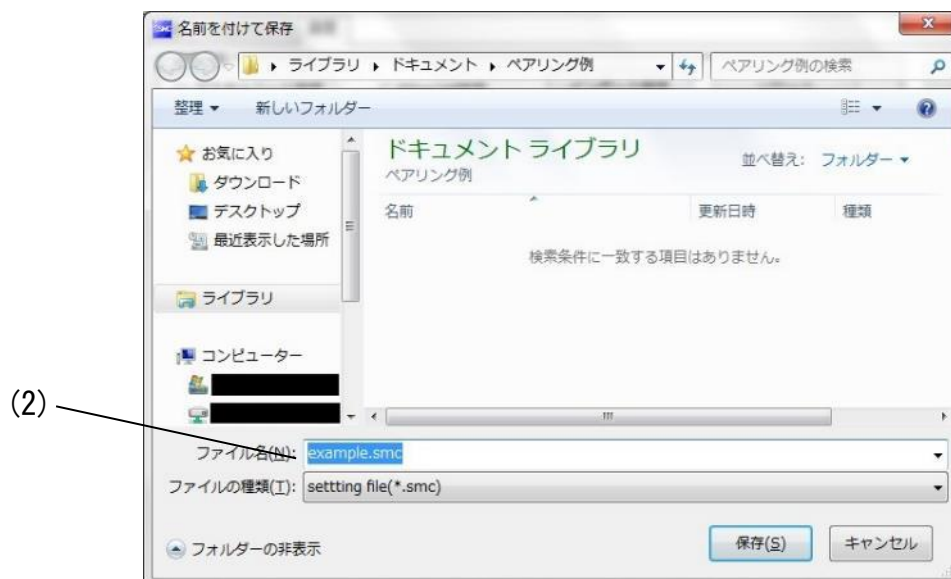 名前を付けて保存
ライブラリ ▸ ドキュメント ▸ ペアリング例 ペアリング例の検索
整理 ▼ 新しいフォルダー
お気に入り
ダウンロード
デスクトップ
最近表示した場所
ライブラリ
コンピューター
ドキュメント ライブラリ
ペアリング例
並べ替え: フォルダー ▼
名前 更新日時 種類
検索条件に一致する項目はありません。
(2)
ファイル名(N): example.smc
ファイルの種類(T): settting file(*.smc)
フォルダーの非表示 保存(S) キャンセル